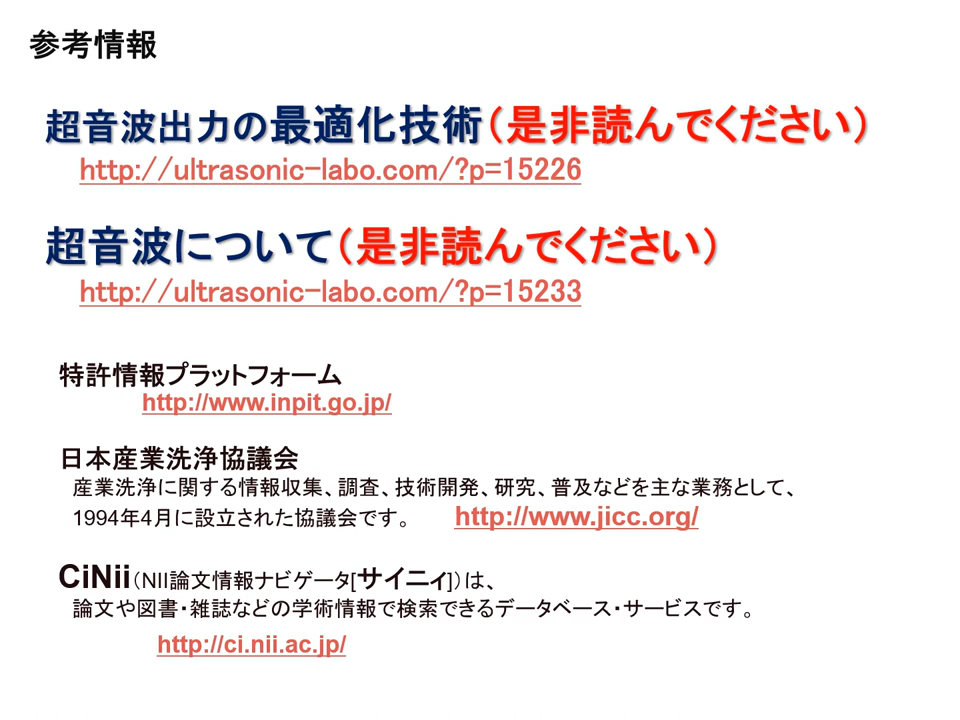 参考情報
超音波出力の最適化技術（是非読んでください）
http://ultrasonic-labo.com/?p=15226
超音波について（是非読んでください）
http://ultrasonic-labo.com/?p=15233
特許情報プラットフォーム
http://www.inpit.go.jp/
日本産業洗浄協議会
産業洗浄に関する情報収集、調査、技術開発、研究、普及などを主な業務として、
1994年4月に設立された協議会です。 http://www.jicc.org/
CiNii（NII論文情報ナビゲータ[サイニィ]）は、
論文や図書・雑誌などの学術情報で検索できるデータベース・サービスです。
http://ci.nii.ac.jp/